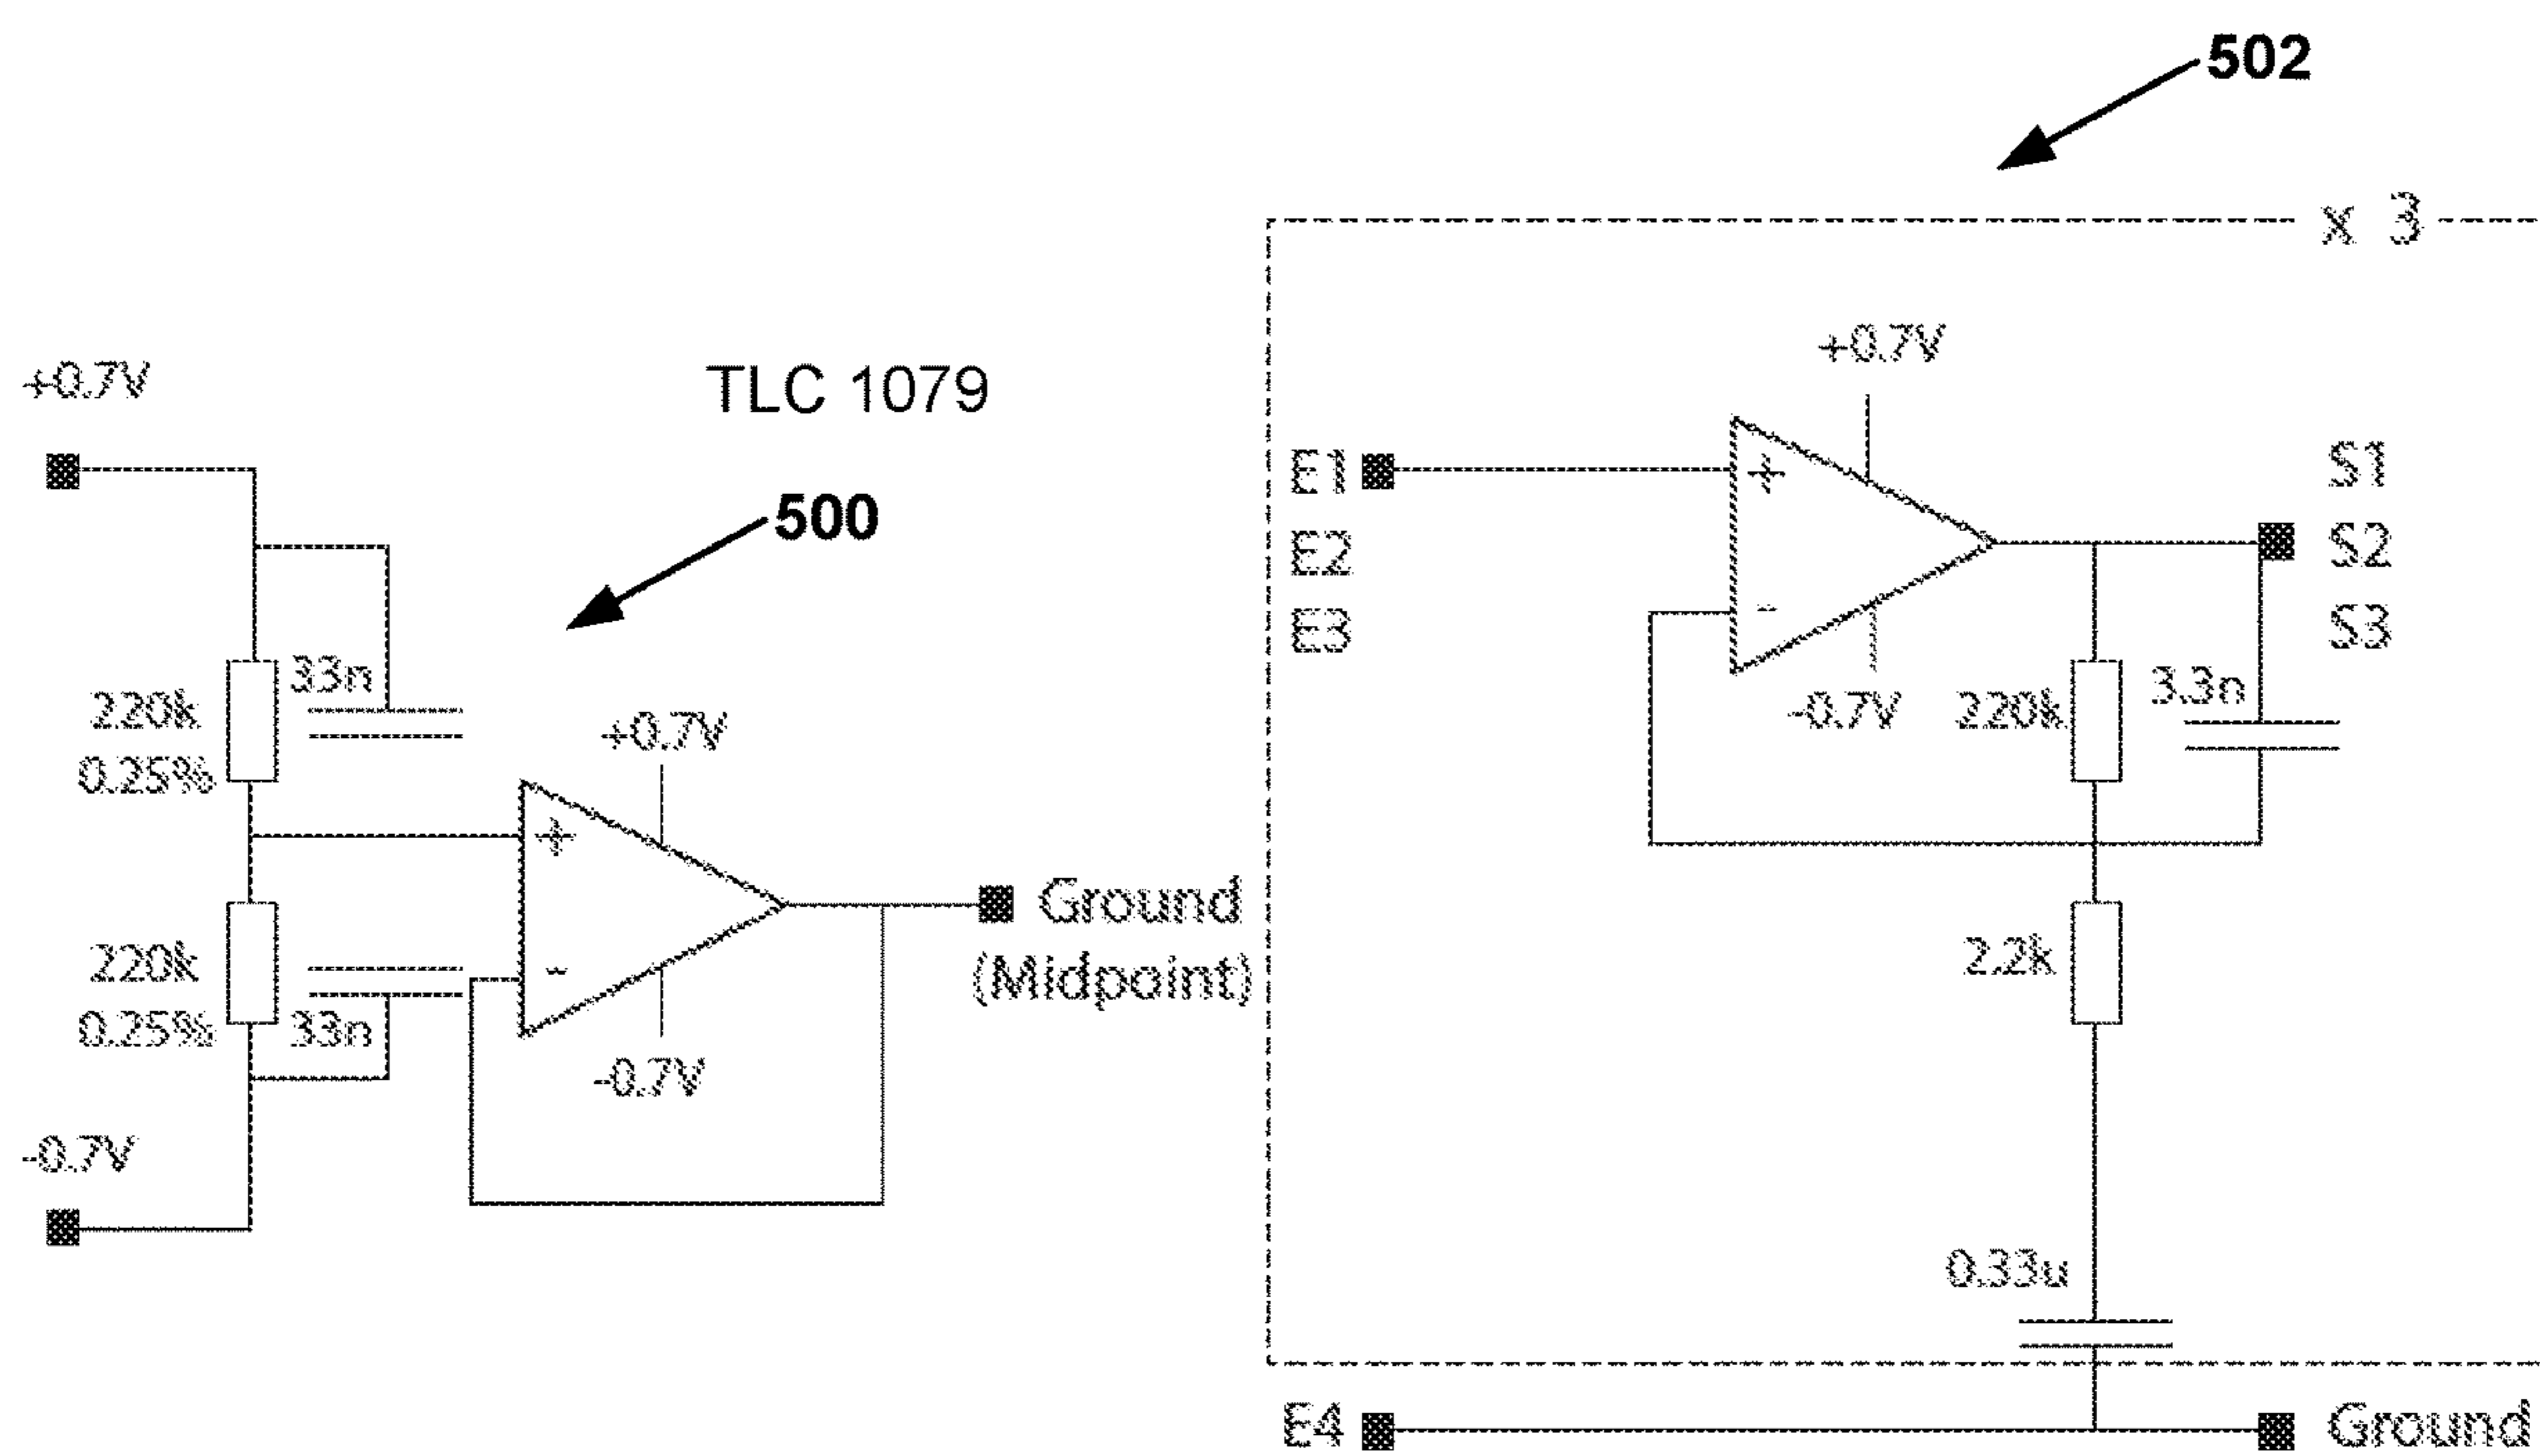 502
x 3
+0.7V
TLC 1079
500
33n
220k
0.25%
+0.7V
220k
0.25%
33n
-0.7V
-0.7V
Ground
(Midpoint)
+0.7V
E1
E2
E3
S1
S2
S3
-0.7V
220k
3.3n
2.2k
0.33u
E4
Ground
+
-
+
-